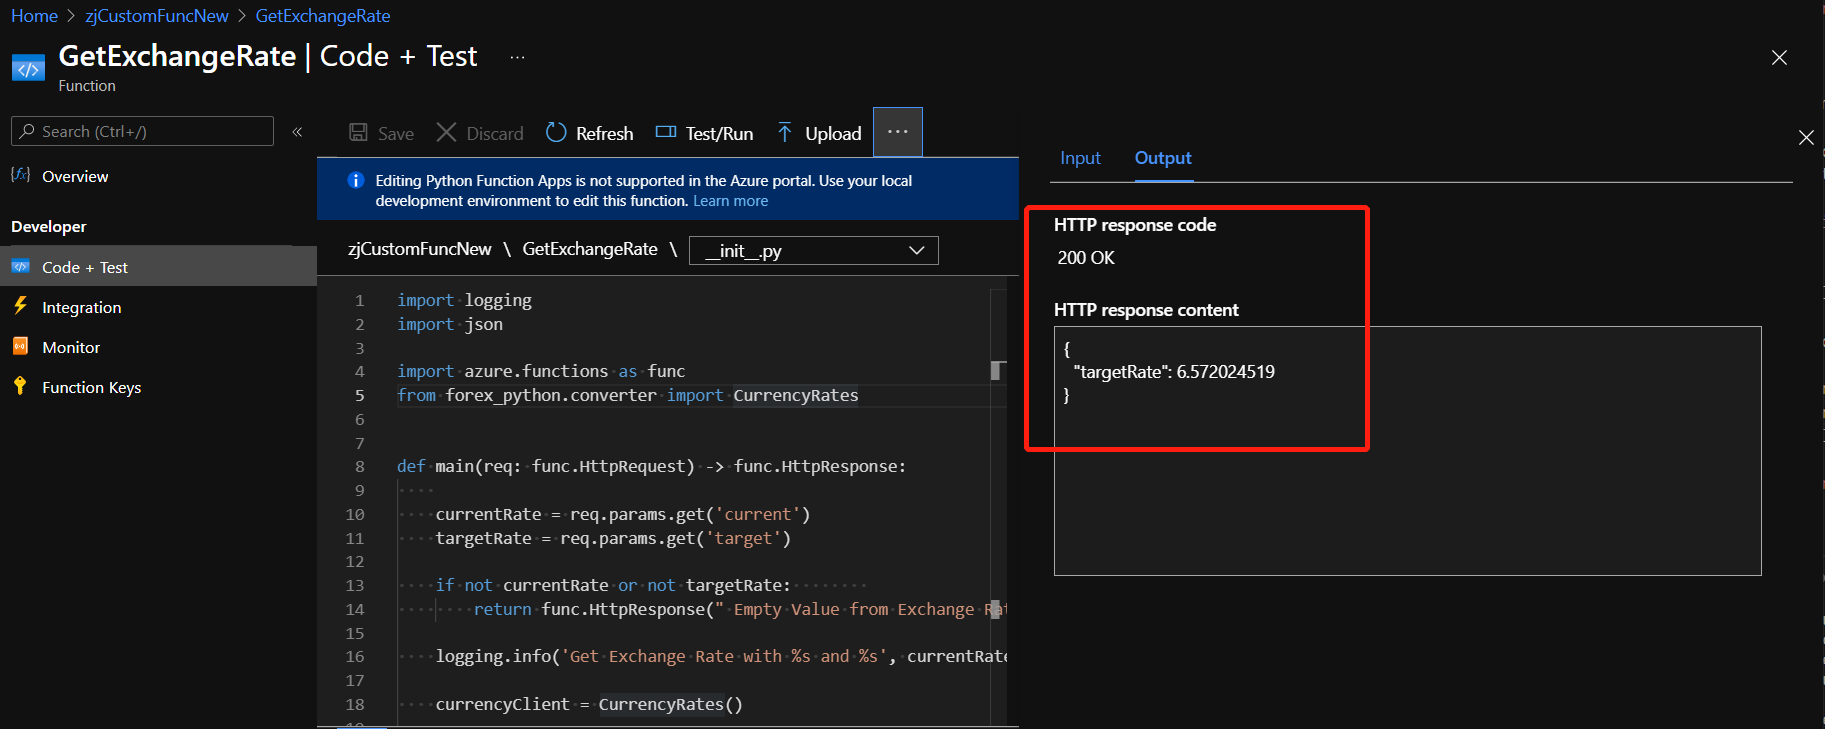 Home > zjCustomFuncNew > GetExchangeRate
GetExchangeRate | Code + Test ...
Function
Search (Ctrl+/) «
Overview
Developer
Code + Test
Integration
Monitor
Function Keys
Save Discard Refresh Test/Run Upload ...
Editing Python Function Apps is not supported in the Azure portal. Use your local
development environment to edit this function. Learn more
zjCustomFuncNew \ GetExchangeRate \ __init__.py
1 import logging
2 import json
3
4 import azure.functions as func
5 from forex_python.converter import CurrencyRates
6
7
8 def main(req: func.HttpRequest) -> func.HttpResponse:
9
10 currentRate = req.params.get('current')
11 targetRate = req.params.get('target')
12
13 if not currentRate or not targetRate:
14 return func.HttpResponse(" Empty Value from Exchange Rat
15
16 logging.info('Get Exchange Rate with %s and %s', currentRate
17
18 currencyClient = CurrencyRates()
Input Output
HTTP response code
200 OK
HTTP response content
{
"targetRate": 6.572024519
}